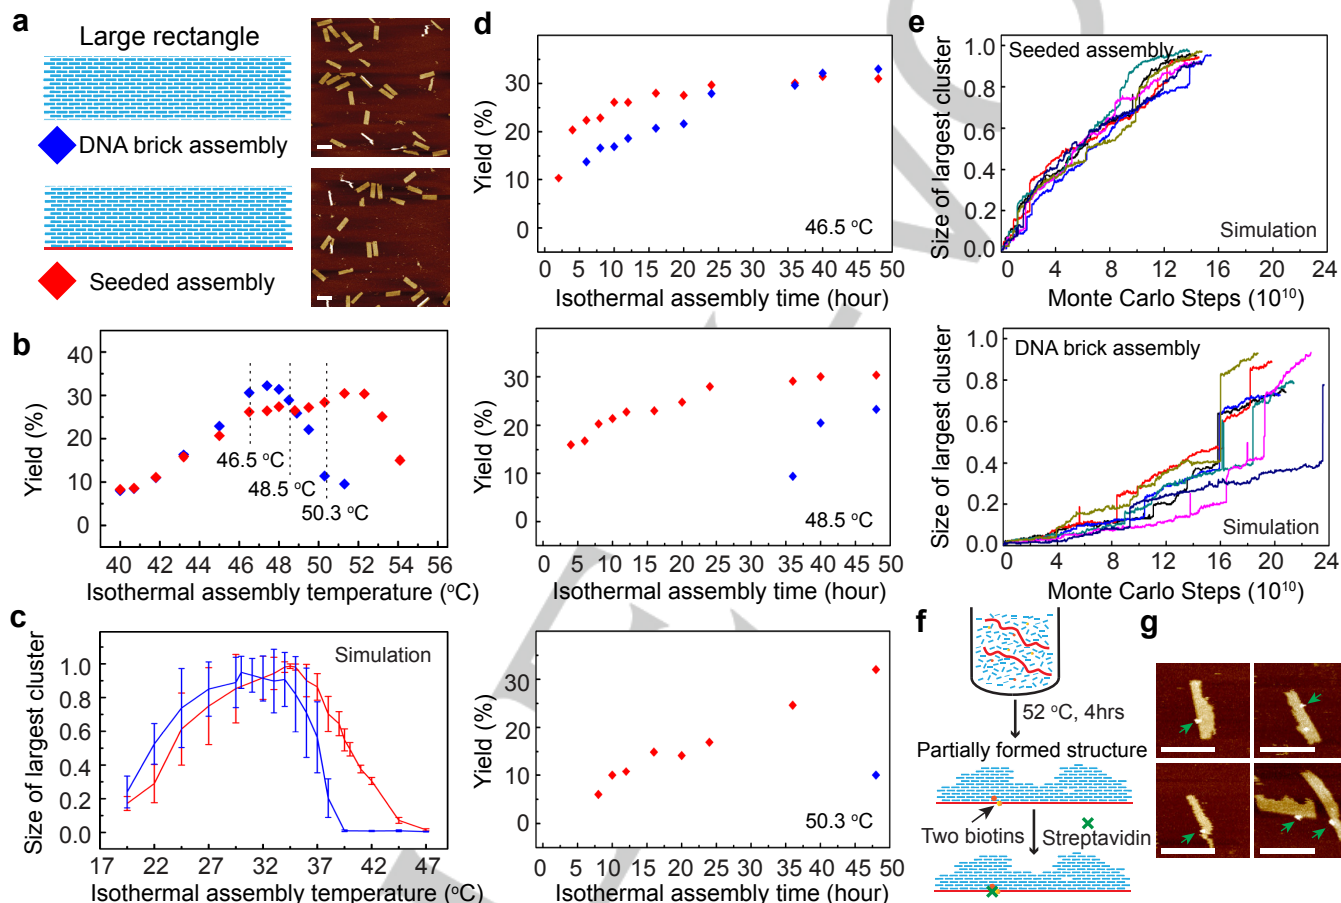 a
Large rectangle
DNA brick assembly
Seeded assembly
b
Yield (%)
40
30
20
10
0
46.5 °C
48.5 °C
50.3 °C
40 42 44 46 48 50 52 54 56
Isothermal assembly temperature (°C)
c
Size of largest cluster
Simulation
1.0
0.8
0.6
0.4
0.2
0.0
17 22 27 32 37 42 47
Isothermal assembly temperature (°C)
d
Yield (%)
30
20
10
0
46.5 °C
0 5 10 15 20 25 30 35 40 45 50
Isothermal assembly time (hour)
Yield (%)
30
20
10
0
48.5 °C
0 5 10 15 20 25 30 35 40 45 50
Isothermal assembly time (hour)
Yield (%)
30
20
10
0
50.3 °C
0 5 10 15 20 25 30 35 40 45 50
Isothermal assembly time (hour)
e
Size of largest cluster
1.0
0.8
0.6
0.4
0.2
0.0
Seeded assembly
Simulation
0 4 8 12 16 20 24
Monte Carlo Steps (10¹⁰)
Size of largest cluster
1.0
0.8
0.6
0.4
0.2
0.0
DNA brick assembly
Simulation
0 4 8 12 16 20 24
Monte Carlo Steps (10¹⁰)
f
52 °C, 4hrs
Partially formed structure
Two biotins
Streptavidin
g